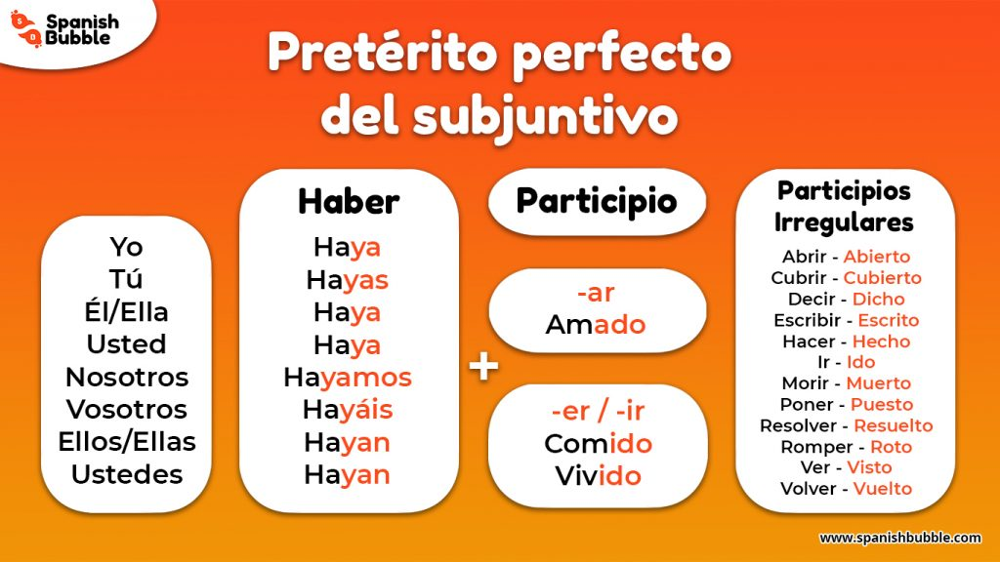 Spanish
Bubble
Pretérito perfecto
del subjuntivo
Yo
Tú
Él/Ella
Usted
Nosotros
Vosotros
Ellos/Ellas
Ustedes
Haber
Haya
Hayas
Haya
Haya
Hayamos
Hayáis
Hayan
Hayan
+
Participio
-ar
Amado
-er / -ir
Comido
Vivido
Participios
Irregulares
Abrir - Abierto
Cubrir - Cubierto
Decir - Dicho
Escribir - Escrito
Hacer - Hecho
Ir - Ido
Morir - Muerto
Poner - Puesto
Resolver - Resuelto
Romper - Roto
Ver - Visto
Volver - Vuelto
www.spanishbubble.com